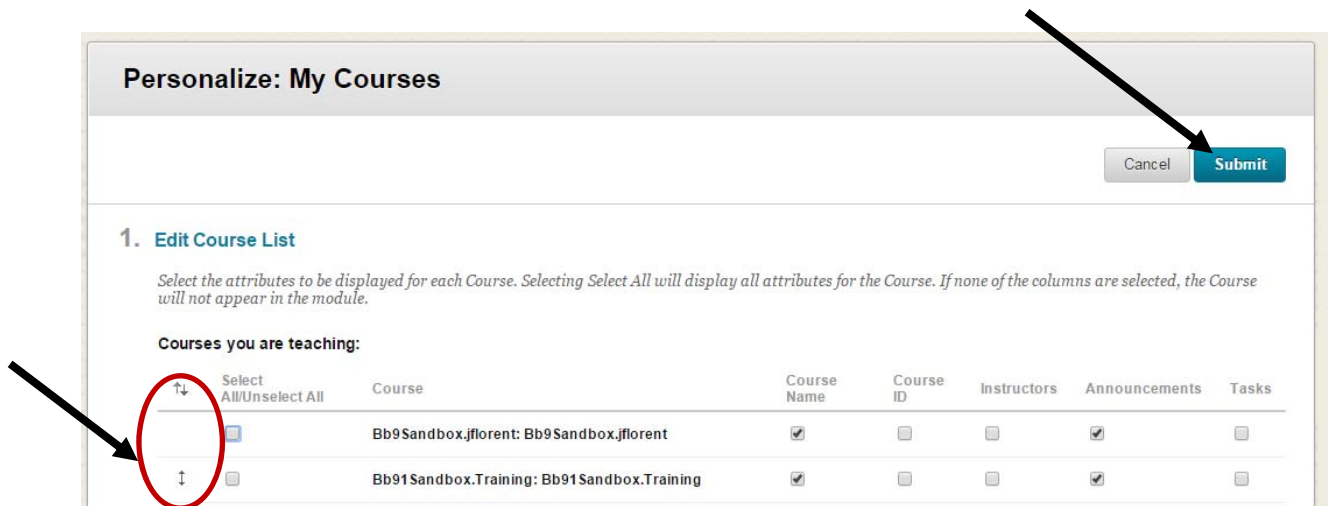 Personalize: My Courses
Cancel Submit
1. Edit Course List
Select the attributes to be displayed for each Course. Selecting Select All will display all attributes for the Course. If none of the columns are selected, the Course
will not appear in the module.
Courses you are teaching:
Select All/Unselect All Course Course Name Course ID Instructors Announcements Tasks
Bb9Sandbox.jflorent: Bb9Sandbox.jflorent
Bb91Sandbox.Training: Bb91Sandbox.Training